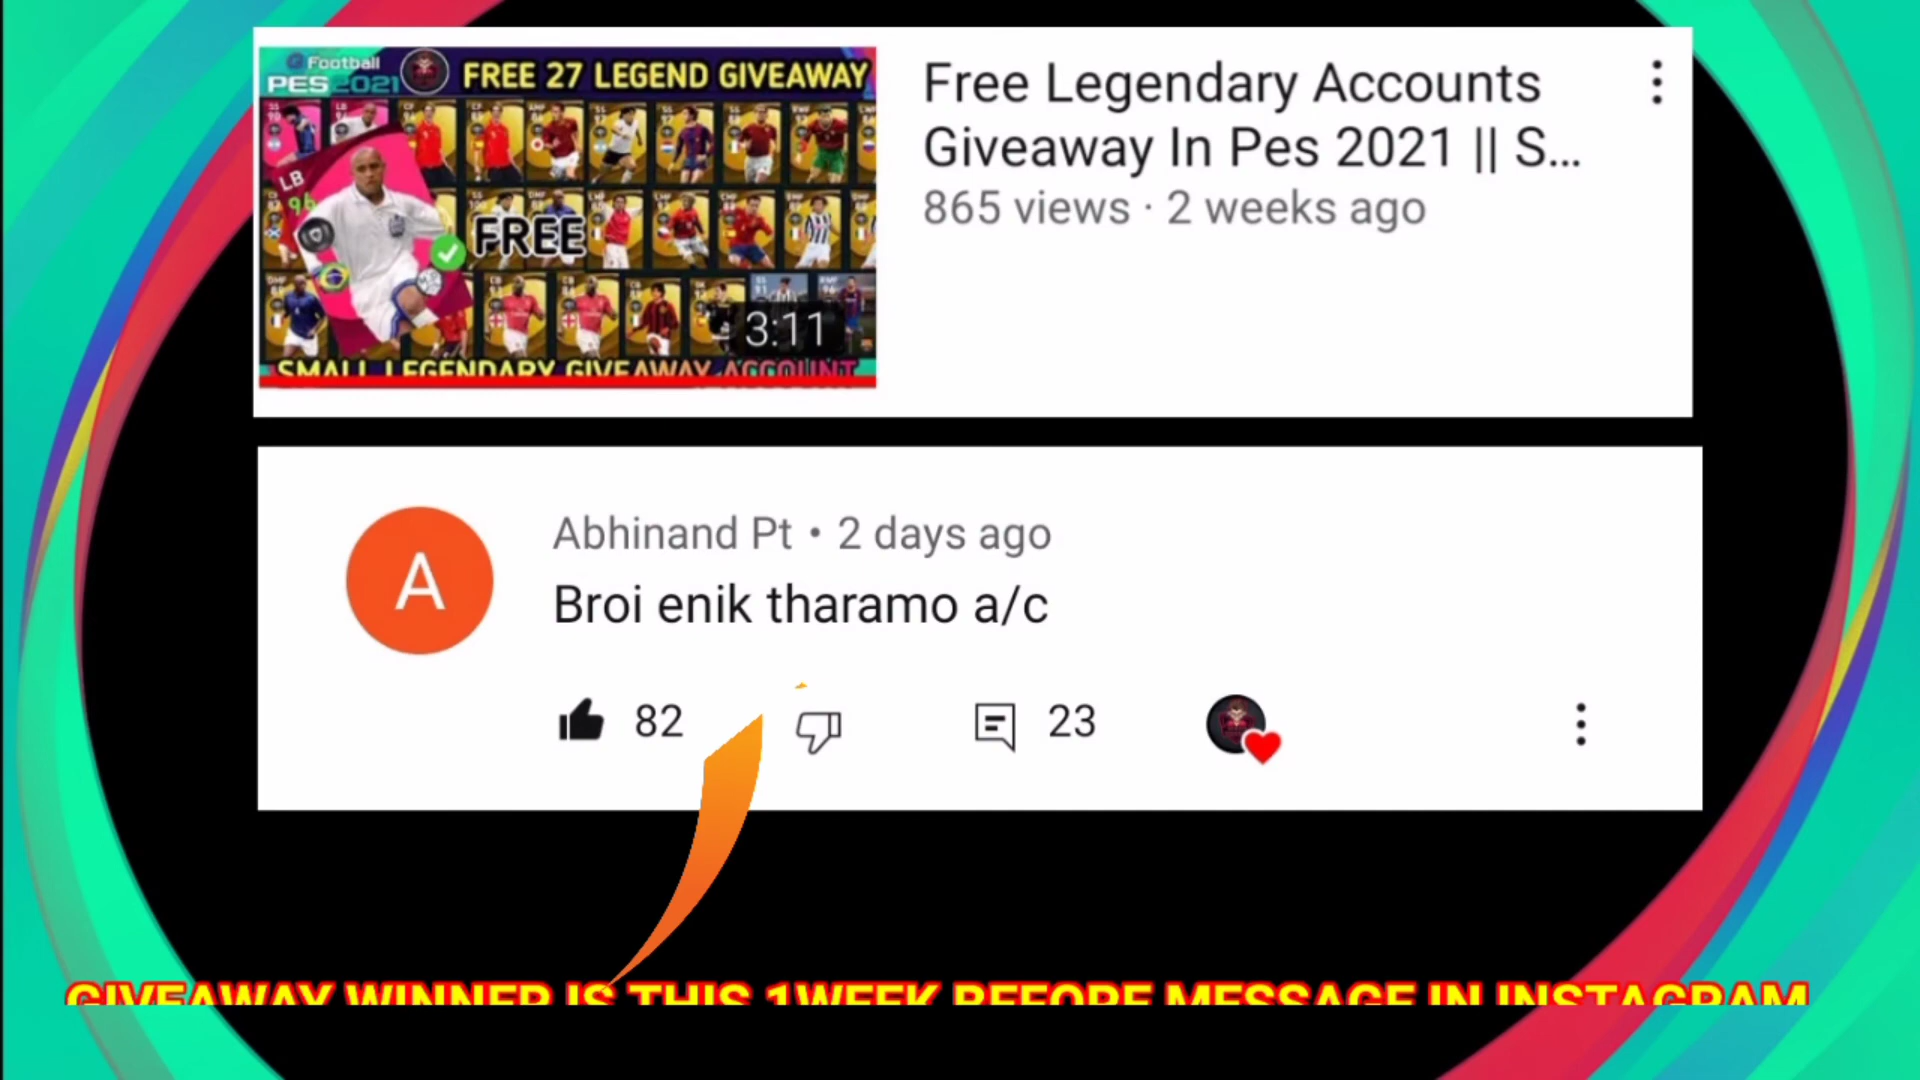 Football
PES2021
FREE 27 LEGEND GIVEAWAY
LB
96
FREE
3:11
SMALL LEGENDARY GIVEAWAY ACCOUNT
Free Legendary Accounts
Giveaway In Pes 2021 || S...
865 views · 2 weeks ago
A
Abhinand Pt • 2 days ago
Broi enik tharamo a/c
82
23
GIVEAWAY WINNER IS THIS 1WEEK BEFORE MESSAGE IN INSTAGRAM